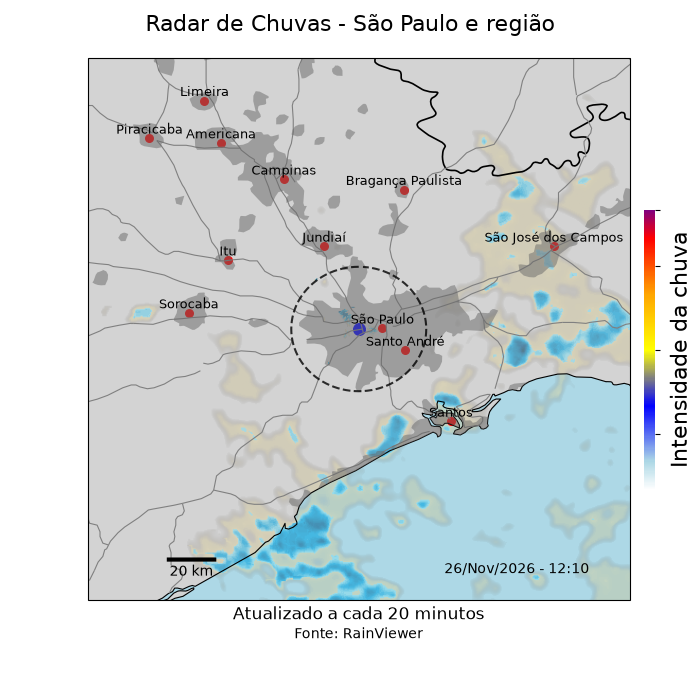 Radar de Chuvas - São Paulo e região
Limeira
Piracicaba
Americana
Campinas
Bragança Paulista
Jundiaí
São José dos Campos
Itu
Sorocaba
São Paulo
Santo André
Santos
Intensidade da chuva
20 km
26/Nov/2026 - 12:10
Atualizado a cada 20 minutos
Fonte: RainViewer